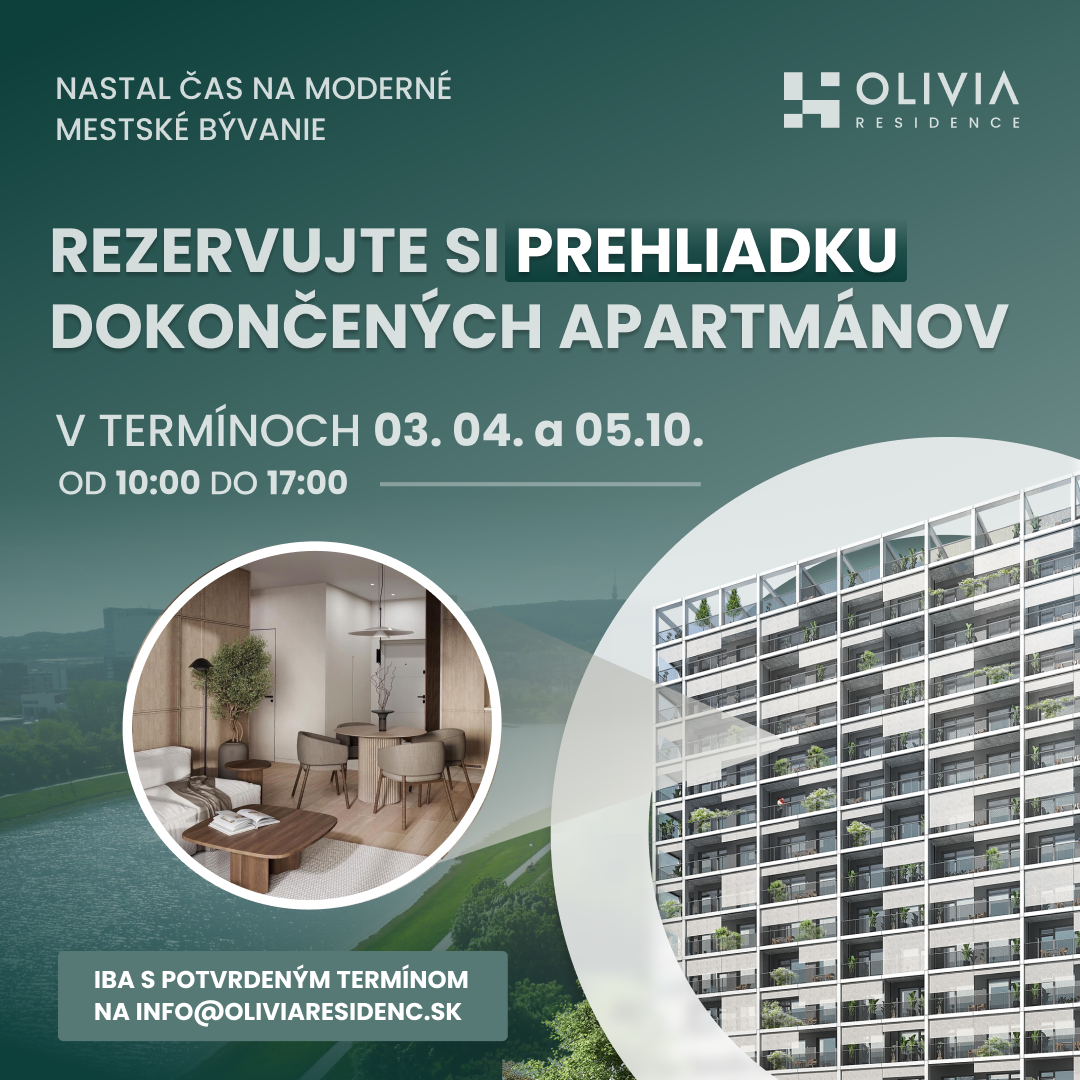 NASTAL ČAS NA MODERNÉ
MESTSKÉ BÝVANIE
OLIVIA
RESIDENCE
REZERVUJTE SI PREHLIADKU
DOKONČENÝCH APARTMÁNOV
V TERMÍNOCH 03. 04. a 05.10.
OD 10:00 DO 17:00
IBA S POTVRDENÝM TERMÍNOM
NA INFO@OLIVIARESIDENC.SK